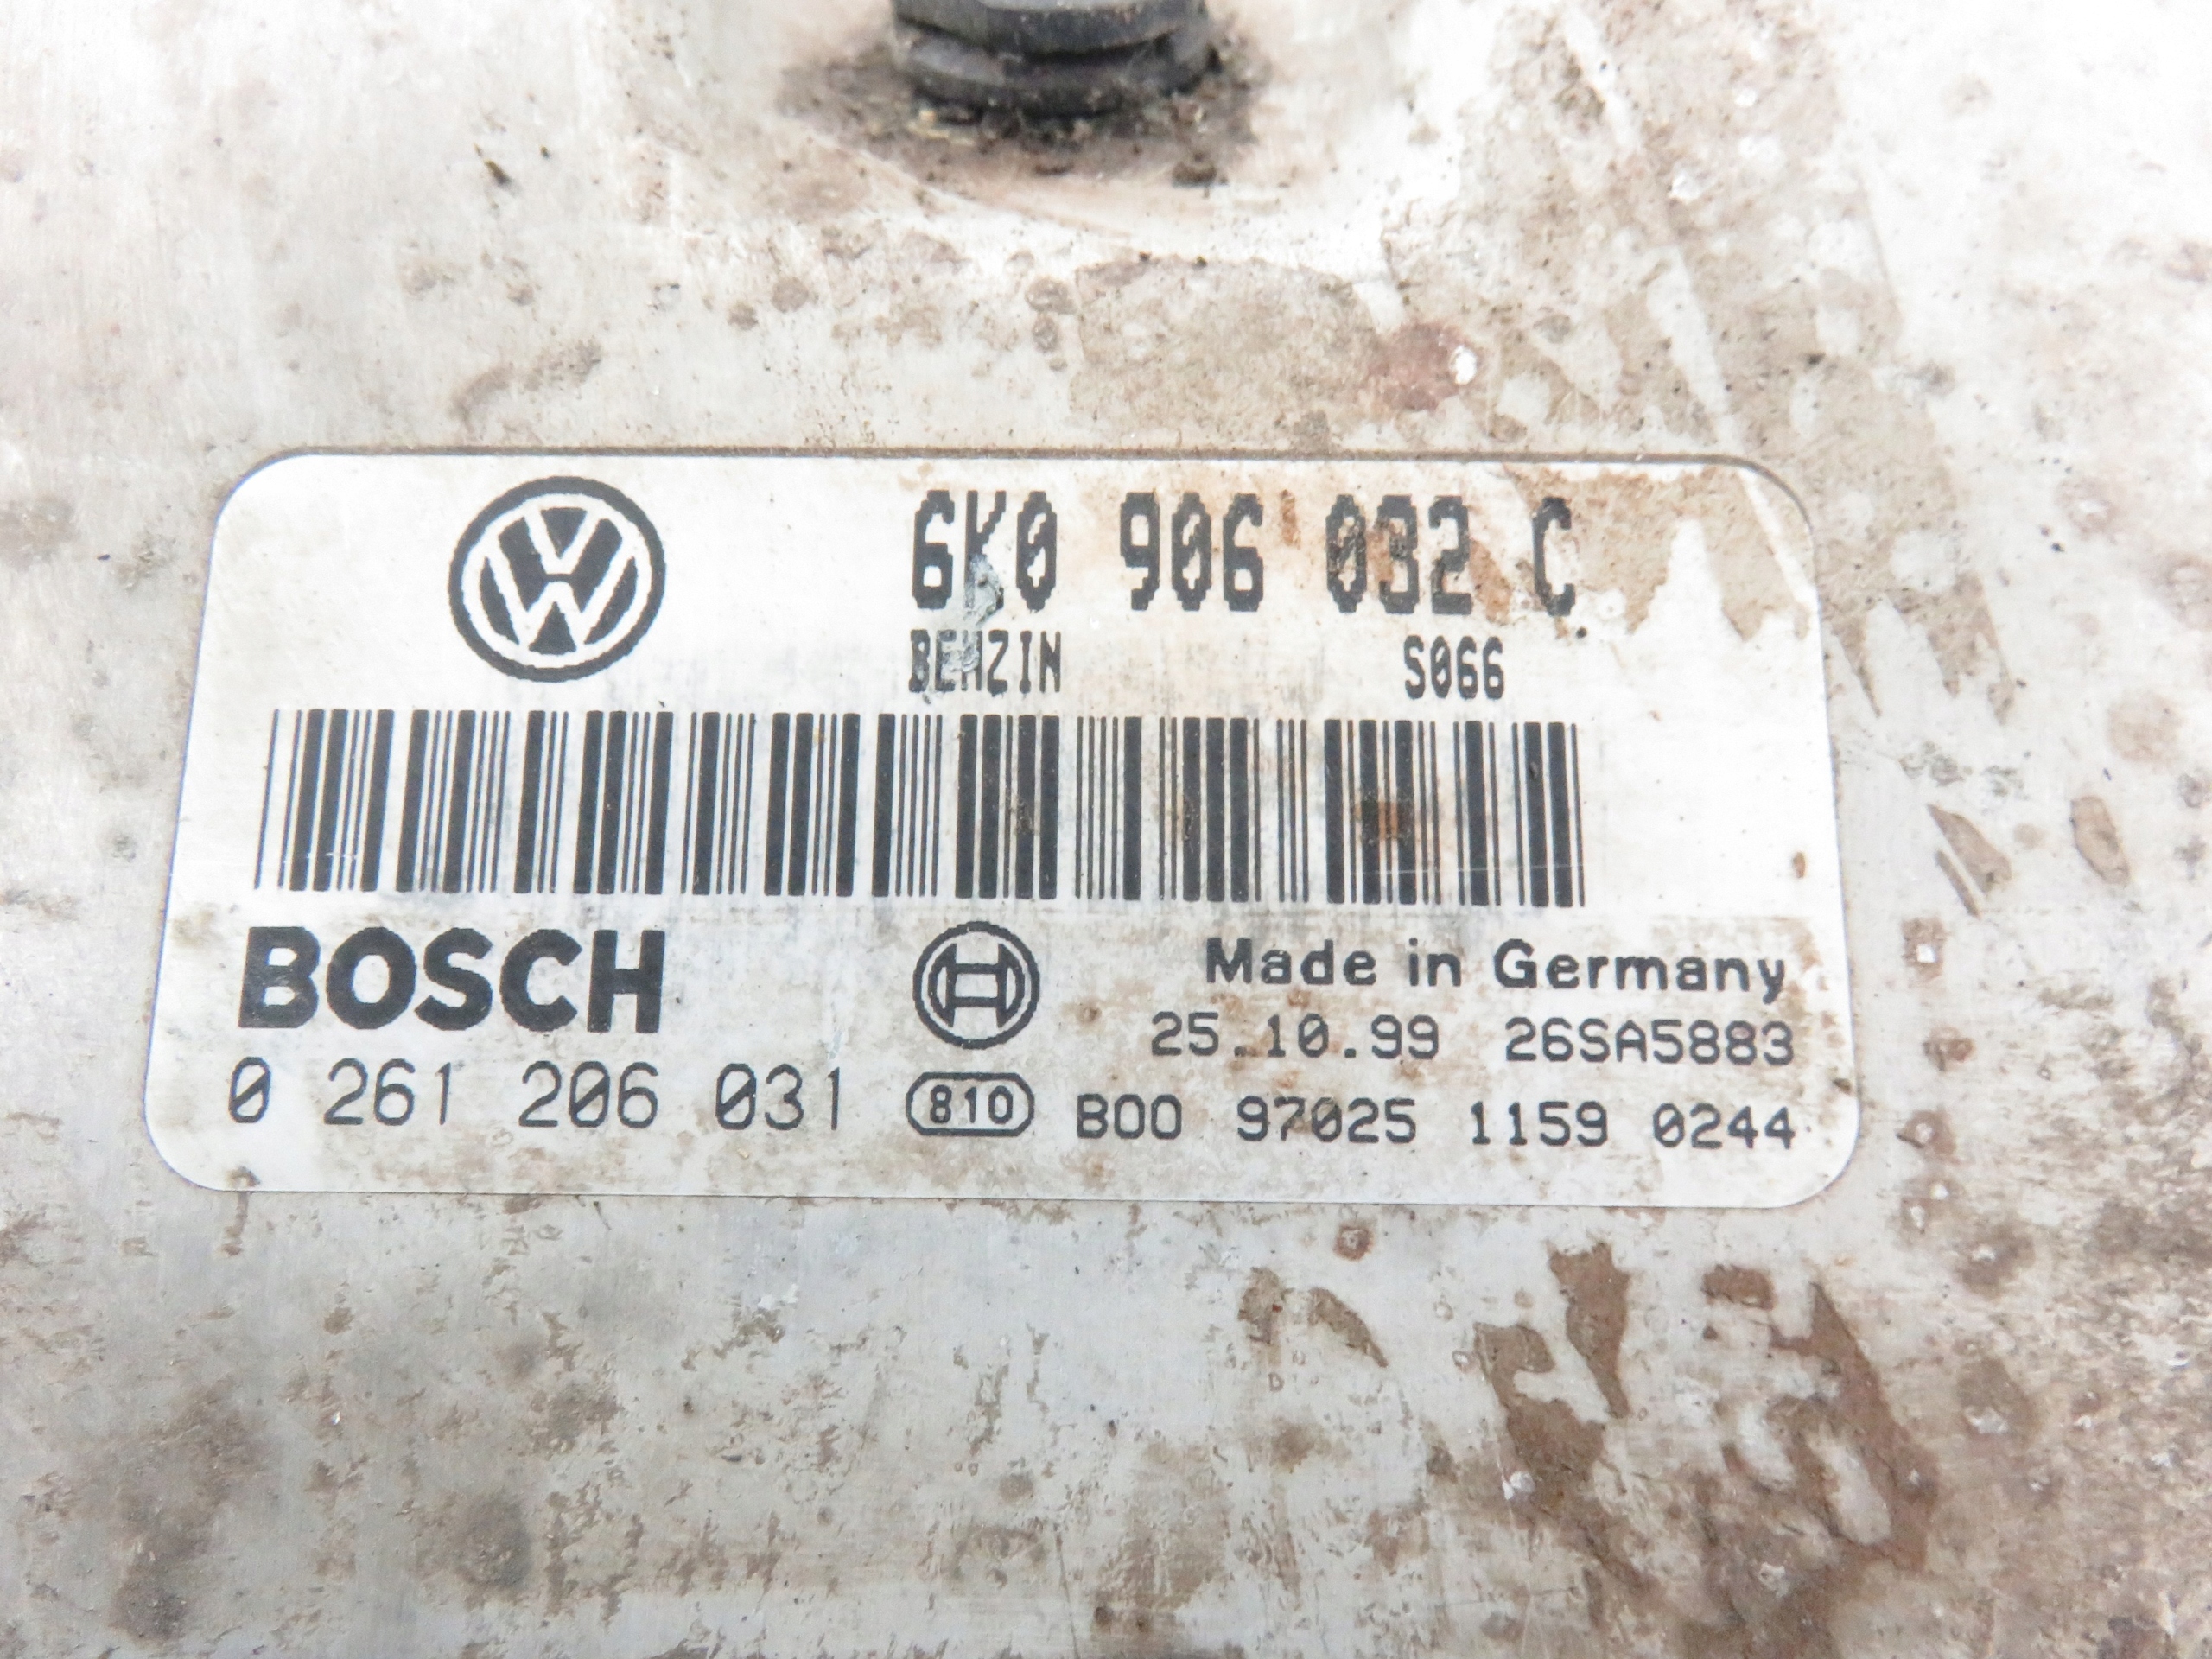 6K0 906 032 C
BENZIN S066
BOSCH Made in Germany
25.10.99 26SA5883
0 261 206 031 810 B00 97025 1159 0244